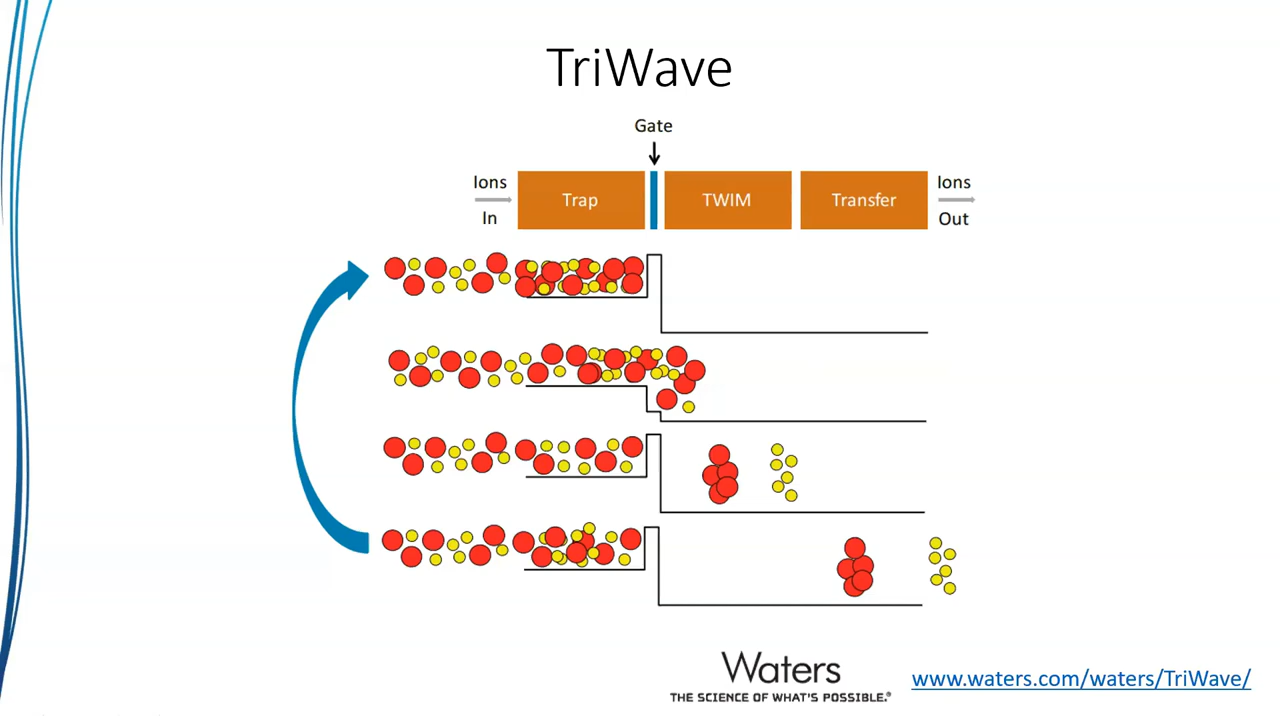 TriWave
Gate
Ions
In
Trap
TWIM
Transfer
Ions
Out
Waters
THE SCIENCE OF WHAT'S POSSIBLE.®
www.waters.com/waters/TriWave/